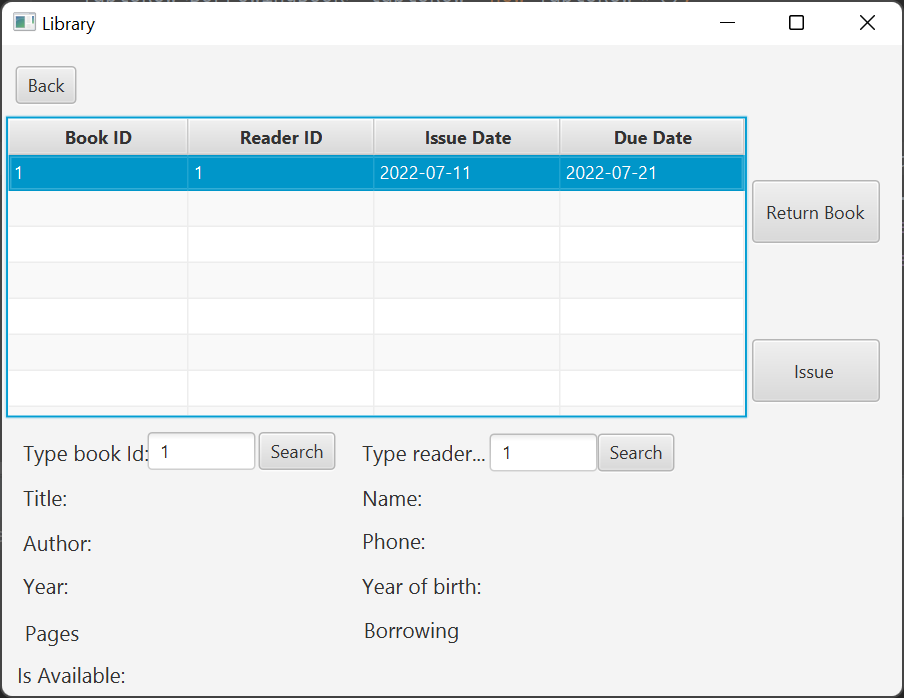 Library
Back
Book ID Reader ID Issue Date Due Date
1 1 2022-07-11 2022-07-21
Return Book
Issue
Type book Id: 1 Search Type reader... 1 Search
Title: Name:
Author: Phone:
Year: Year of birth:
Pages Borrowing
Is Available: